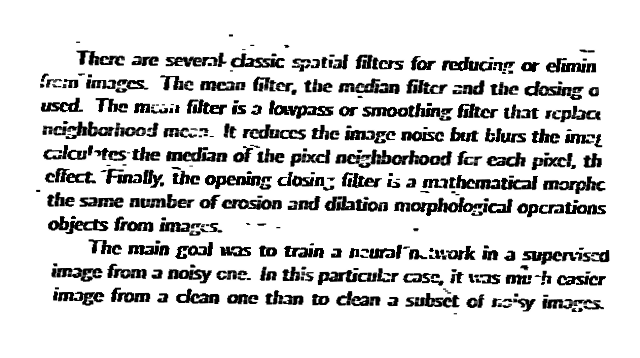 There are several classic spatial filters for reducing or elimin
from images. The mean filter, the median filter and the closing o
used. The mean filter is a lowpass or smoothing filter that replace
neighborhood mean. It reduces the image noise but blurs the imag
calculates the median of the pixel neighborhood for each pixel, th
effect. Finally, the opening closing filter is a mathematical morpho
the same number of erosion and dilation morphological operations
objects from images.
The main goal was to train a neural network in a supervised
image from a noisy one. In this particular case, it was much easier
image from a clean one than to clean a subset of noisy images.